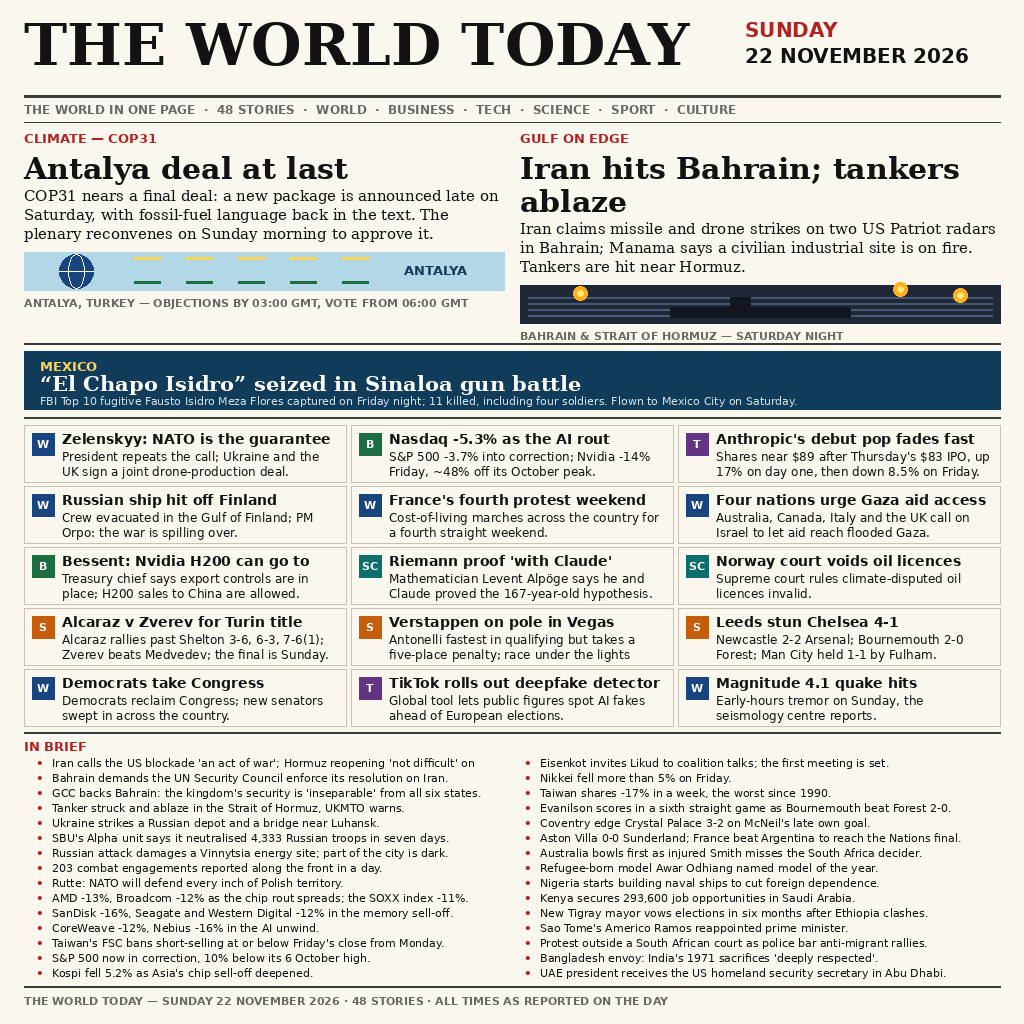 THE WORLD TODAY
SUNDAY
22 NOVEMBER 2026
THE WORLD IN ONE PAGE · 48 STORIES · WORLD · BUSINESS · TECH · SCIENCE · SPORT · CULTURE
CLIMATE — COP31
Antalya deal at last
COP31 nears a final deal: a new package is announced late on
Saturday, with fossil-fuel language back in the text. The
plenary reconvenes on Sunday morning to approve it.
ANTALYA
ANTALYA, TURKEY — OBJECTIONS BY 03:00 GMT, VOTE FROM 06:00 GMT
GULF ON EDGE
Iran hits Bahrain; tankers
ablaze
Iran claims missile and drone strikes on two US Patriot radars
in Bahrain; Manama says a civilian industrial site is on fire.
Tankers are hit near Hormuz.
BAHRAIN & STRAIT OF HORMUZ — SATURDAY NIGHT
MEXICO
“El Chapo Isidro” seized in Sinaloa gun battle
FBI Top 10 fugitive Fausto Isidro Meza Flores captured on Friday night; 11 killed, including four soldiers. Flown to Mexico City on Saturday.
W
Zelenskyy: NATO is the guarantee
President repeats the call; Ukraine and the
UK sign a joint drone-production deal.
B
Nasdaq -5.3% as the AI rout
S&P 500 -3.7% into correction; Nvidia -14%
Friday, ~48% off its October peak.
T
Anthropic's debut pop fades fast
Shares near $89 after Thursday's $83 IPO, up
17% on day one, then down 8.5% on Friday.
W
Russian ship hit off Finland
Crew evacuated in the Gulf of Finland; PM
Orpo: the war is spilling over.
W
France's fourth protest weekend
Cost-of-living marches across the country for
a fourth straight weekend.
W
Four nations urge Gaza aid access
Australia, Canada, Italy and the UK call on
Israel to let aid reach flooded Gaza.
B
Bessent: Nvidia H200 can go to
Treasury chief says export controls are in
place; H200 sales to China are allowed.
SC
Riemann proof 'with Claude'
Mathematician Levent Alpöge says he and
Claude proved the 167-year-old hypothesis.
SC
Norway court voids oil licences
Supreme court rules climate-disputed oil
licences invalid.
S
Alcaraz v Zverev for Turin title
Alcaraz rallies past Shelton 3-6, 6-3, 7-6(1);
Zverev beats Medvedev; the final is Sunday.
S
Verstappen on pole in Vegas
Antonelli fastest in qualifying but takes a
five-place penalty; race under the lights
S
Leeds stun Chelsea 4-1
Newcastle 2-2 Arsenal; Bournemouth 2-0
Forest; Man City held 1-1 by Fulham.
W
Democrats take Congress
Democrats reclaim Congress; new senators
swept in across the country.
T
TikTok rolls out deepfake detector
Global tool lets public figures spot AI fakes
ahead of European elections.
W
Magnitude 4.1 quake hits
Early-hours tremor on Sunday, the
seismology centre reports.
IN BRIEF
• Iran calls the US blockade 'an act of war'; Hormuz reopening 'not difficult' on
• Bahrain demands the UN Security Council enforce its resolution on Iran.
• GCC backs Bahrain: the kingdom's security is 'inseparable' from all six states.
• Tanker struck and ablaze in the Strait of Hormuz, UKMTO warns.
• Ukraine strikes a Russian depot and a bridge near Luhansk.
• SBU's Alpha unit says it neutralised 4,333 Russian troops in seven days.
• Russian attack damages a Vinnytsia energy site; part of the city is dark.
• 203 combat engagements reported along the front in a day.
• Rutte: NATO will defend every inch of Polish territory.
• AMD -13%, Broadcom -12% as the chip rout spreads; the SOXX index -11%.
• SanDisk -16%, Seagate and Western Digital -12% in the memory sell-off.
• CoreWeave -12%, Nebius -16% in the AI unwind.
• Taiwan's FSC bans short-selling at or below Friday's close from Monday.
• S&P 500 now in correction, 10% below its 6 October high.
• Kospi fell 5.2% as Asia's chip sell-off deepened.
• Eisenkot invites Likud to coalition talks; the first meeting is set.
• Nikkei fell more than 5% on Friday.
• Taiwan shares -17% in a week, the worst since 1990.
• Evanilson scores in a sixth straight game as Bournemouth beat Forest 2-0.
• Coventry edge Crystal Palace 3-2 on McNeil's late own goal.
• Aston Villa 0-0 Sunderland; France beat Argentina to reach the Nations final.
• Australia bowls first as injured Smith misses the South Africa decider.
• Refugee-born model Awar Odhiang named model of the year.
• Nigeria starts building naval ships to cut foreign dependence.
• Kenya secures 293,600 job opportunities in Saudi Arabia.
• New Tigray mayor vows elections in six months after Ethiopia clashes.
• Sao Tome's Americo Ramos reappointed prime minister.
• Protest outside a South African court as police bar anti-migrant rallies.
• Bangladesh envoy: India's 1971 sacrifices 'deeply respected'.
• UAE president receives the US homeland security secretary in Abu Dhabi.
THE WORLD TODAY — SUNDAY 22 NOVEMBER 2026 · 48 STORIES · ALL TIMES AS REPORTED ON THE DAY